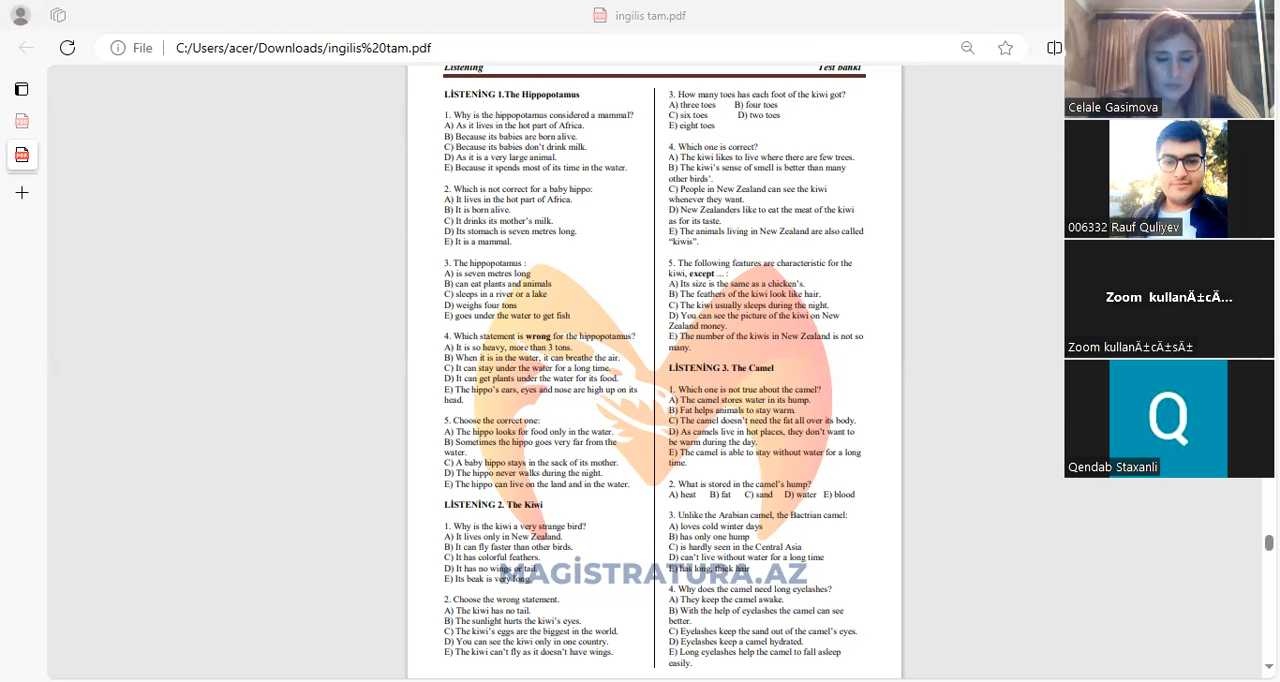 ingilis tam.pdf
File
C:/Users/acer/Downloads/ingilis%20tam.pdf
Listening
Test banki
LİSTENİNG 1.The Hippopotamus
1. Why is the hippopotamus considered a mammal?
A) As it lives in the hot part of Africa.
B) Because its babies are born alive.
C) Because its babies don't drink milk.
D) As it is a very large animal.
E) Because it spends most of its time in the water.
2. Which is not correct for a baby hippo:
A) It lives in the hot part of Africa.
B) It is born alive.
C) It drinks its mother's milk.
D) Its stomach is seven metres long.
E) It is a mammal.
3. The hippopotamus :
A) is seven metres long
B) can eat plants and animals
C) sleeps in a river or a lake
D) weighs four tons
E) goes under the water to get fish
4. Which statement is wrong for the hippopotamus?
A) It is so heavy, more than 3 tons.
B) When it is in the water, it can breathe the air.
C) It can stay under the water for a long time.
D) It can get plants under the water for its food.
E) The hippo's ears, eyes and nose are high up on its
head.
5. Choose the correct one:
A) The hippo looks for food only in the water.
B) Sometimes the hippo goes very far from the
water.
C) A baby hippo stays in the sack of its mother.
D) The hippo never walks during the night.
E) The hippo can live on the land and in the water.
LİSTENİNG 2. The Kiwi
1. Why is the kiwi a very strange bird?
A) It lives only in New Zealand.
B) It can fly faster than other birds.
C) It has colorful feathers.
D) It has no wings or tail.
E) Its beak is very long.
2. Choose the wrong statement.
A) The kiwi has no tail.
B) The sunlight hurts the kiwi's eyes.
C) The kiwi's eggs are the biggest in the world.
D) You can see the kiwi only in one country.
E) The kiwi can't fly as it doesn't have wings.
3. How many toes has each foot of the kiwi got?
A) three toes B) four toes
C) six toes D) two toes
E) eight toes
4. Which one is correct?
A) The kiwi likes to live where there are few trees.
B) The kiwi's sense of smell is better than many
other birds'.
C) People in New Zealand can see the kiwi
whenever they want.
D) New Zealanders like to eat the meat of the kiwi
as for its taste.
E) The animals living in New Zealand are also called
"kiwis".
5. The following features are characteristic for the
kiwi, except ... :
A) Its size is the same as a chicken's.
B) The feathers of the kiwi look like hair.
C) The kiwi usually sleeps during the night.
D) You can see the picture of the kiwi on New
Zealand money.
E) The number of the kiwis in New Zealand is not so
many.
LİSTENİNG 3. The Camel
1. Which one is not true about the camel?
A) The camel stores water in its hump.
B) Fat helps animals to stay warm.
C) The camel doesn't need the fat all over its body.
D) As camels live in hot places, they don't want to
be warm during the day.
E) The camel is able to stay without water for a long
time.
2. What is stored in the camel's hump?
A) heat B) fat C) sand D) water E) blood
3. Unlike the Arabian camel, the Bactrian camel:
A) loves cold winter days
B) has only one hump
C) is hardly seen in the Central Asia
D) can't live without water for a long time
E) has long, thick hair
4. Why does the camel need long eyelashes?
A) They keep the camel awake.
B) With the help of eyelashes the camel can see
better.
C) Eyelashes keep the sand out of the camel's eyes.
D) Eyelashes keep a camel hydrated.
E) Long eyelashes help the camel to fall asleep
easily.
MAGİSTRATURA.AZ
Celale Gasimova
006332 Rauf Quliyev
Zoom kullanÄ±cÄ...
Zoom kullanÄ±cÄ±sÄ±
Q
Qendab Staxanli